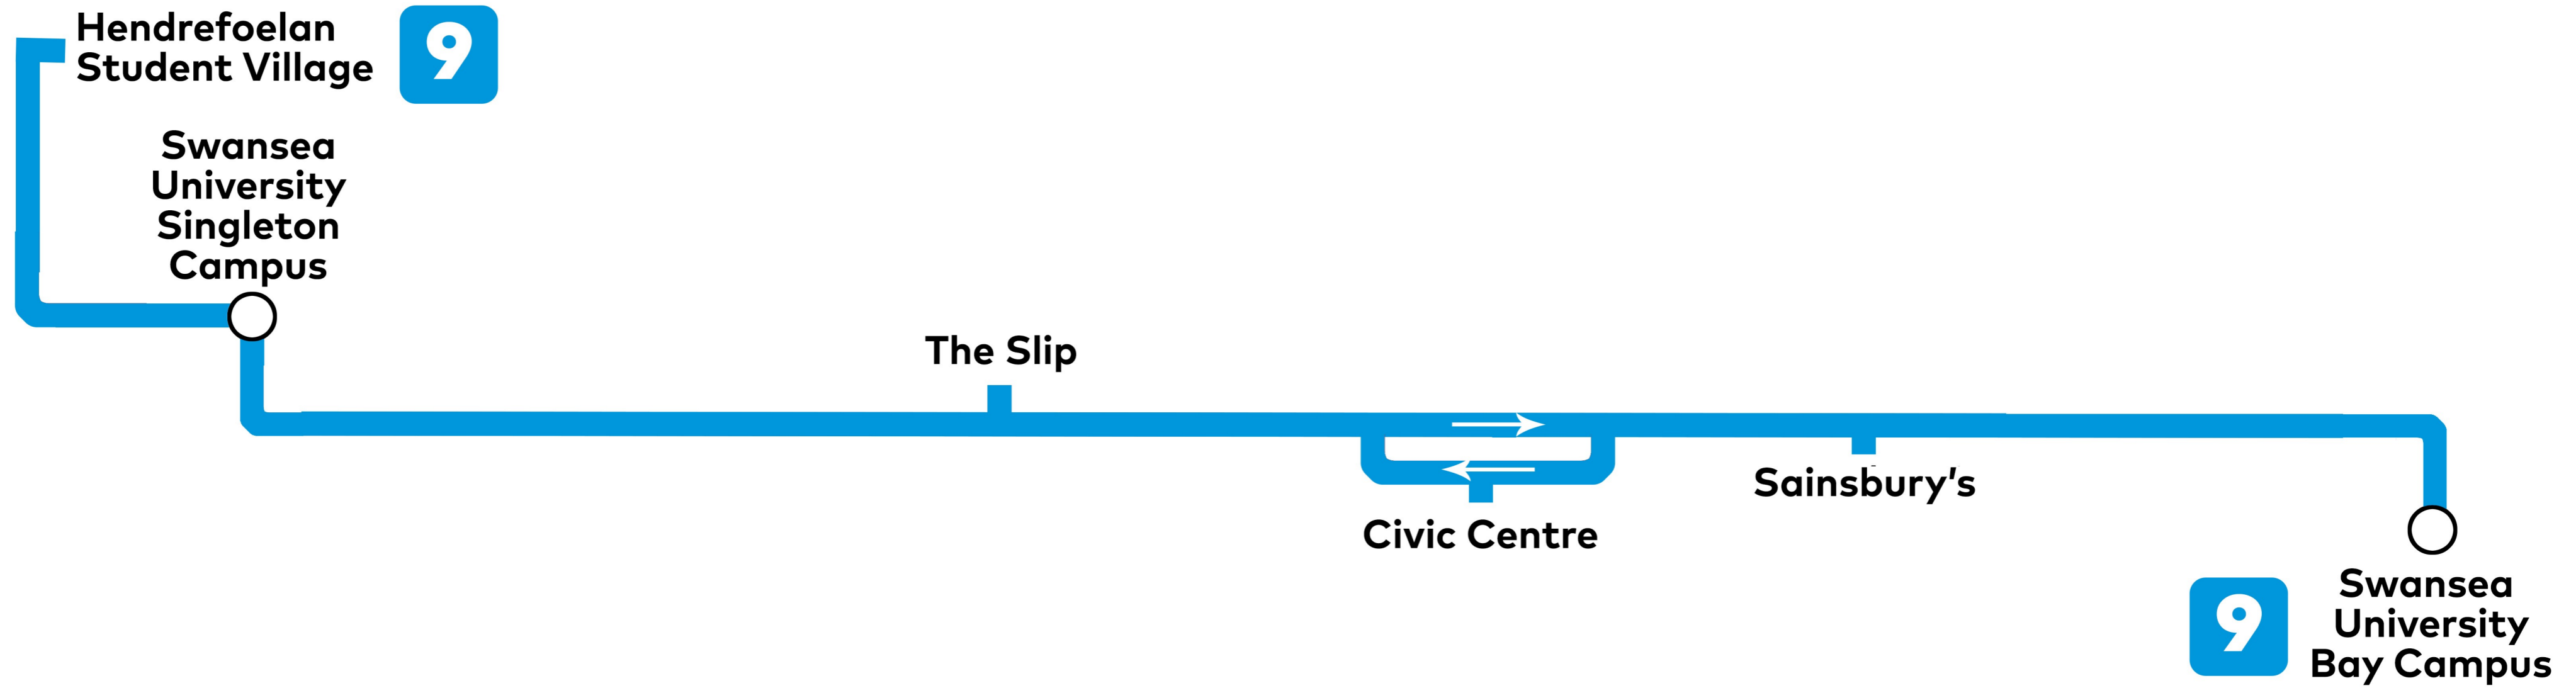 Hendrefoelan
Student Village
9
Swansea
University
Singleton
Campus
The Slip
Civic Centre
Sainsbury's
9
Swansea
University
Bay Campus